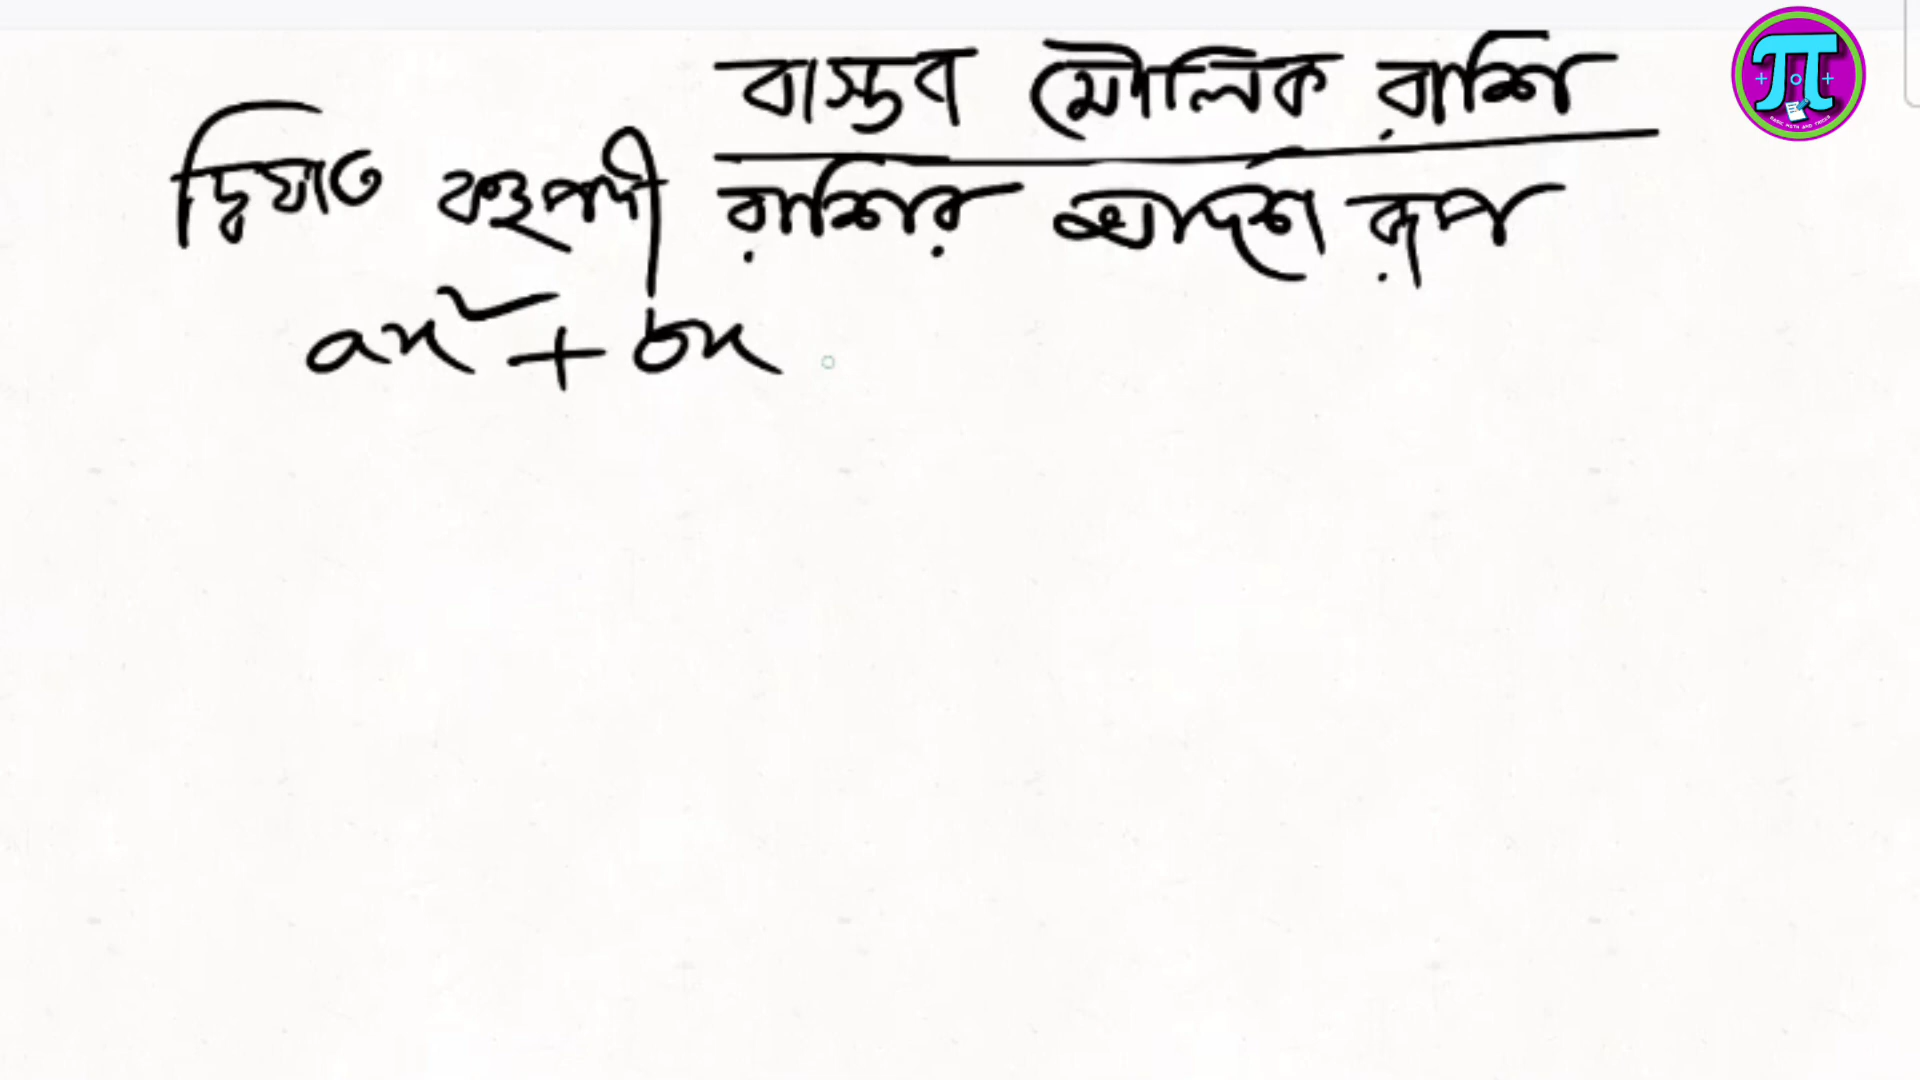 বাস্তব মৌলিক রাশি
দ্বিঘাত বহুপদী রাশির আদর্শ রূপ
ax² + bx